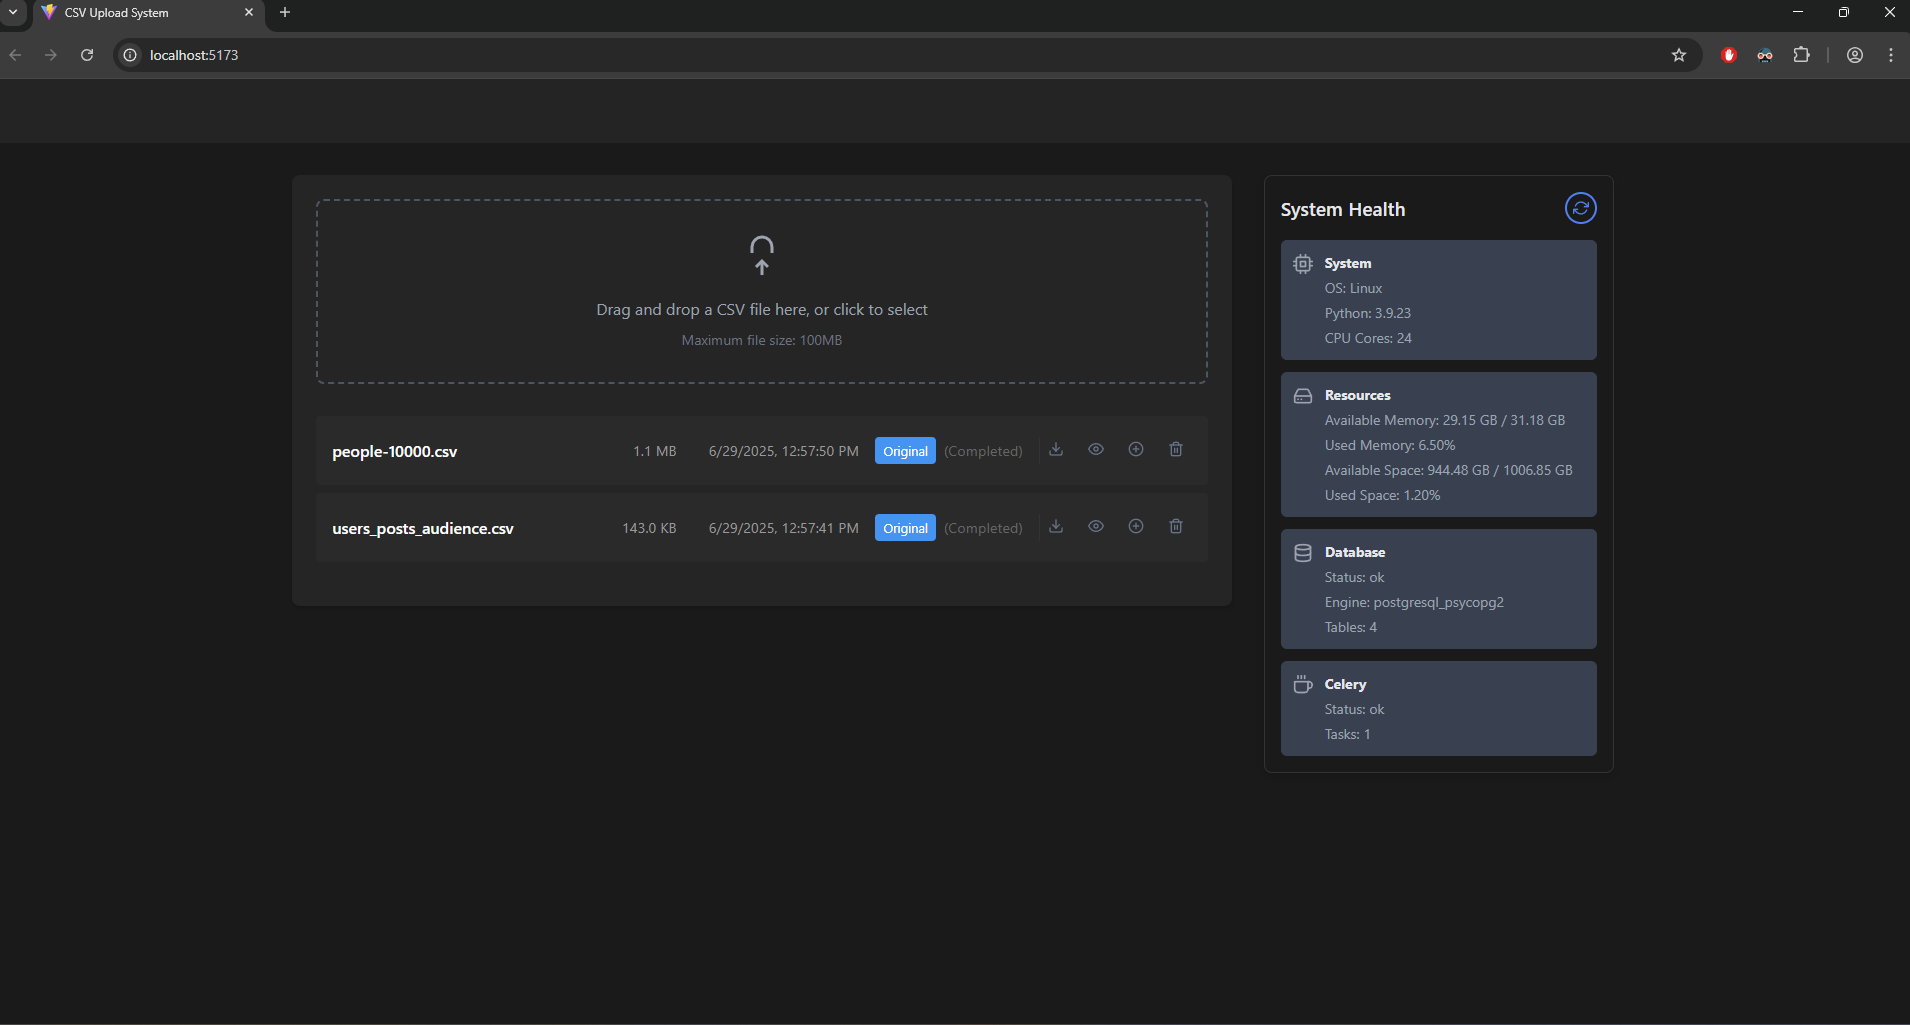 CSV Upload System
localhost:5173
Drag and drop a CSV file here, or click to select
Maximum file size: 100MB
people-10000.csv 1.1 MB 6/29/2025, 12:57:50 PM Original (Completed)
users_posts_audience.csv 143.0 KB 6/29/2025, 12:57:41 PM Original (Completed)
System Health
System
OS: Linux
Python: 3.9.23
CPU Cores: 24
Resources
Available Memory: 29.15 GB / 31.18 GB
Used Memory: 6.50%
Available Space: 944.48 GB / 1006.85 GB
Used Space: 1.20%
Database
Status: ok
Engine: postgresql_psycopg2
Tables: 4
Celery
Status: ok
Tasks: 1